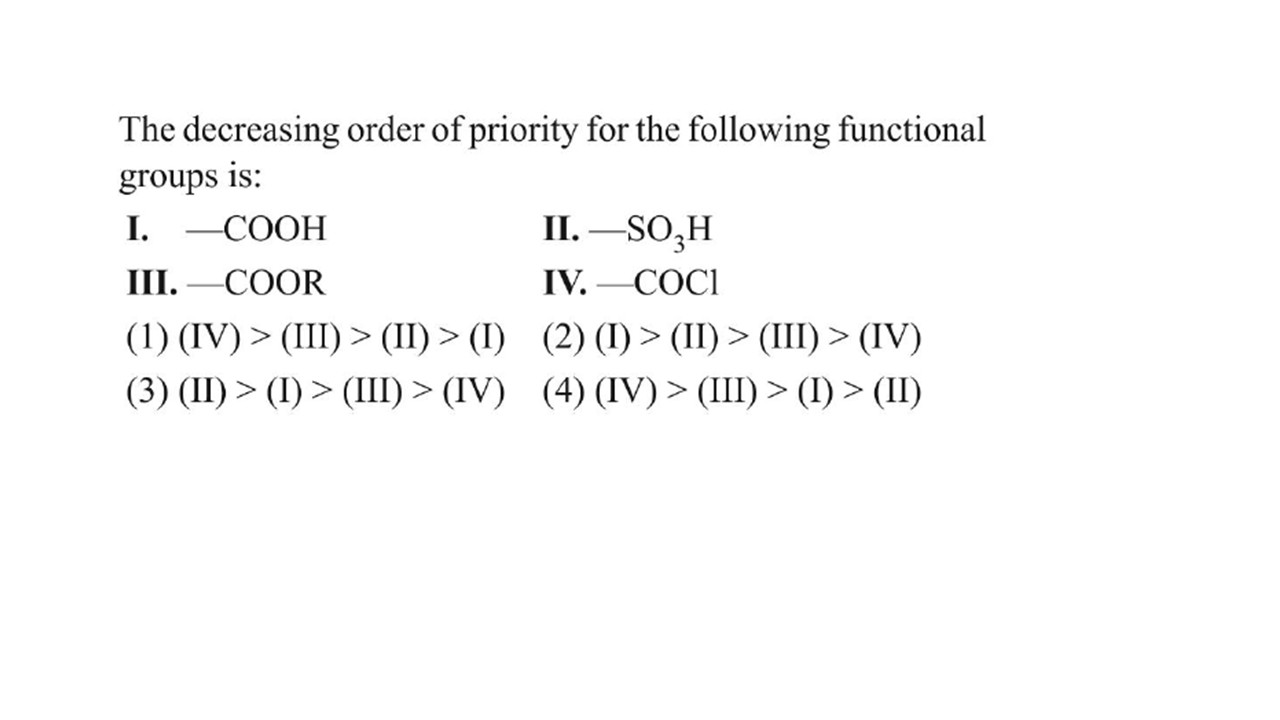 The decreasing order of priority for the following functional
groups is:
I. —COOH II. —SO₃H
III. —COOR IV. —COCl
(1) (IV) > (III) > (II) > (I) (2) (I) > (II) > (III) > (IV)
(3) (II) > (I) > (III) > (IV) (4) (IV) > (III) > (I) > (II)